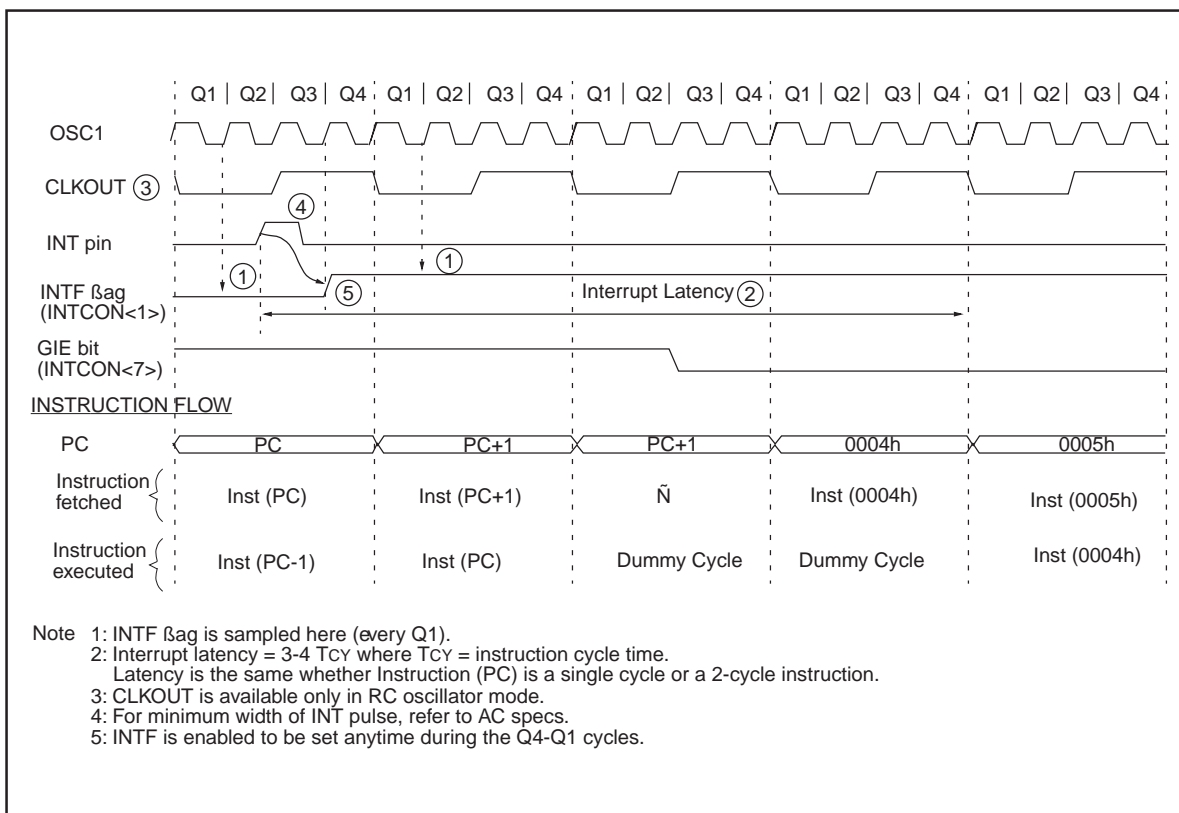 Q1 | Q2 | Q3 | Q4 Q1 | Q2 | Q3 | Q4 Q1 | Q2 | Q3 | Q4 Q1 | Q2 | Q3 | Q4 Q1 | Q2 | Q3 | Q4
OSC1
CLKOUT 3
4
INT pin
1 1
INTF ßag
(INTCON<1>)
5 Interrupt Latency 2
GIE bit
(INTCON<7>)
INSTRUCTION FLOW
PC PC PC+1 PC+1 0004h 0005h
Instruction
fetched
Inst (PC) Inst (PC+1) Ñ Inst (0004h) Inst (0005h)
Instruction
executed
Inst (PC-1) Inst (PC) Dummy Cycle Dummy Cycle Inst (0004h)
Note 1: INTF ßag is sampled here (every Q1).
2: Interrupt latency = 3-4 TCY where TCY = instruction cycle time.
Latency is the same whether Instruction (PC) is a single cycle or a 2-cycle instruction.
3: CLKOUT is available only in RC oscillator mode.
4: For minimum width of INT pulse, refer to AC specs.
5: INTF is enabled to be set anytime during the Q4-Q1 cycles.